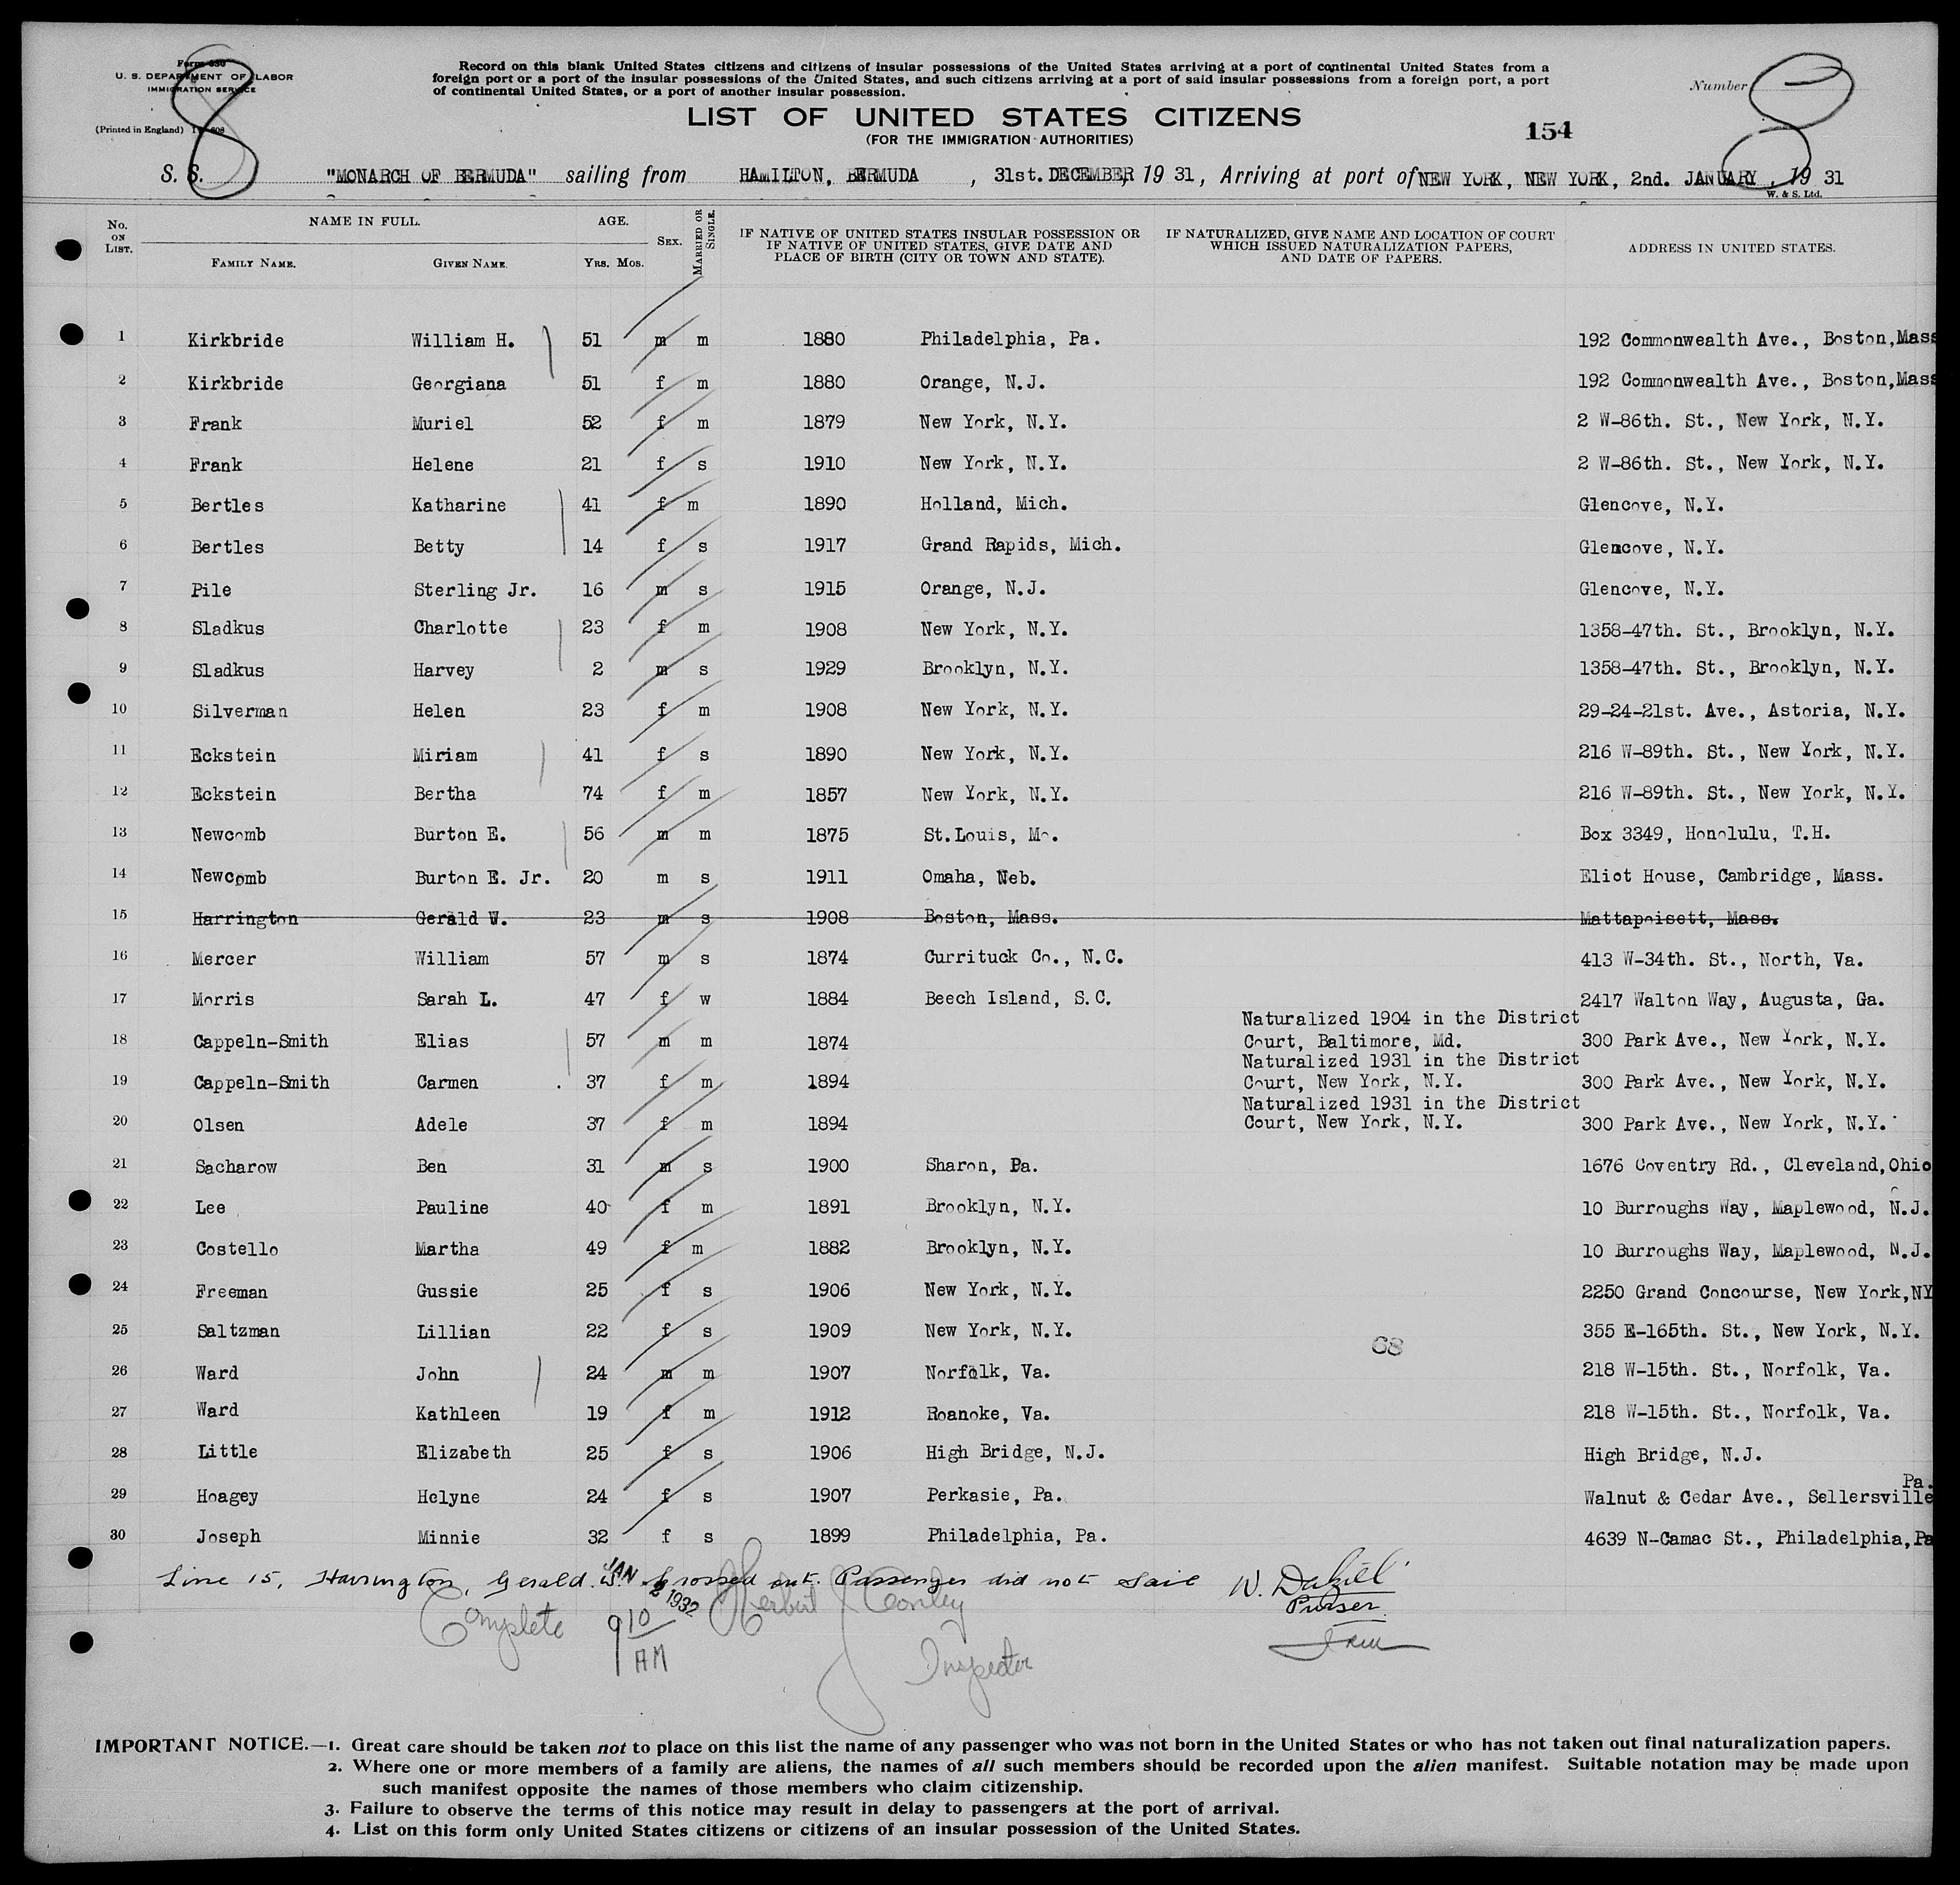 Form 630
U. S. DEPARTMENT OF LABOR
IMMIGRATION SERVICE
(Printed in England)
8
Record on this blank United States citizens and citizens of insular possessions of the United States arriving at a port of continental United States from a
foreign port or a port of the insular possessions of the United States, and such citizens arriving at a port of said insular possessions from a foreign port, a port
of continental United States, or a port of another insular possession.
Number 8
LIST OF UNITED STATES CITIZENS
(FOR THE IMMIGRATION AUTHORITIES)
154
S. S. "MONARCH OF BERMUDA" sailing from HAMILTON, BERMUDA , 31st. DECEMBER, 19 31, Arriving at port of NEW YORK, NEW YORK, 2nd. JANUARY , 19 31
W. & S. Ltd.
No. ON LIST. NAME IN FULL. FAMILY NAME. GIVEN NAME. AGE. YRS. MOS. SEX. MARRIED OR SINGLE. IF NATIVE OF UNITED STATES INSULAR POSSESSION OR IF NATIVE OF UNITED STATES, GIVE DATE AND PLACE OF BIRTH (CITY OR TOWN AND STATE). IF NATURALIZED, GIVE NAME AND LOCATION OF COURT WHICH ISSUED NATURALIZATION PAPERS, AND DATE OF PAPERS. ADDRESS IN UNITED STATES.
1 Kirkbride William H. 51 m m 1880 Philadelphia, Pa. 192 Commonwealth Ave., Boston,Mass
2 Kirkbride Georgiana 51 f m 1880 Orange, N.J. 192 Commonwealth Ave., Boston,Mass
3 Frank Muriel 52 f m 1879 New York, N.Y. 2 W-86th. St., New York, N.Y.
4 Frank Helene 21 f s 1910 New York, N.Y. 2 W-86th. St., New York, N.Y.
5 Bertles Katharine 41 f m 1890 Holland, Mich. Glencove, N.Y.
6 Bertles Betty 14 f s 1917 Grand Rapids, Mich. Glencove, N.Y.
7 Pile Sterling Jr. 16 m s 1915 Orange, N.J. Glencove, N.Y.
8 Sladkus Charlotte 23 f m 1908 New York, N.Y. 1358-47th. St., Brooklyn, N.Y.
9 Sladkus Harvey 2 m s 1929 Brooklyn, N.Y. 1358-47th. St., Brooklyn, N.Y.
10 Silverman Helen 23 f m 1908 New York, N.Y. 29-24-21st. Ave., Astoria, N.Y.
11 Eckstein Miriam 41 f s 1890 New York, N.Y. 216 W-89th. St., New York, N.Y.
12 Eckstein Bertha 74 f m 1857 New York, N.Y. 216 W-89th. St., New York, N.Y.
13 Newcomb Burton E. 56 m m 1875 St.Louis, Mo. Box 3349, Honolulu, T.H.
14 Newcomb Burton E. Jr. 20 m s 1911 Omaha, Neb. Eliot House, Cambridge, Mass.
15 Harrington Gerald W. 23 m s 1908 Boston, Mass. Mattapoisett, Mass.
16 Mercer William 57 m s 1874 Currituck Co., N.C. 413 W-34th. St., North, Va.
17 Morris Sarah L. 47 f w 1884 Beech Island, S.C. 2417 Walton Way, Augusta, Ga.
Naturalized 1904 in the District
18 Cappeln-Smith Elias 57 m m 1874 Court, Baltimore, Md. 300 Park Ave., New York, N.Y.
Naturalized 1931 in the District
19 Cappeln-Smith Carmen 37 f m 1894 Court, New York, N.Y. 300 Park Ave., New York, N.Y.
Naturalized 1931 in the District
20 Olsen Adele 37 f m 1894 Court, New York, N.Y. 300 Park Ave., New York, N.Y.
21 Sacharow Ben 31 m s 1900 Sharon, Pa. 1676 Coventry Rd., Cleveland,Ohio
22 Lee Pauline 40 f m 1891 Brooklyn, N.Y. 10 Burroughs Way, Maplewood, N.J.
23 Costello Martha 49 f m 1882 Brooklyn, N.Y. 10 Burroughs Way, Maplewood, N.J.
24 Freeman Gussie 25 f s 1906 New York, N.Y. 2250 Grand Concourse, New York,NY
25 Saltzman Lillian 22 f s 1909 New York, N.Y. 355 E-165th. St., New York, N.Y.
68
26 Ward John 24 m m 1907 Norfolk, Va. 218 W-15th. St., Norfolk, Va.
27 Ward Kathleen 19 f m 1912 Roanoke, Va. 218 W-15th. St., Norfolk, Va.
28 Little Elizabeth 25 f s 1906 High Bridge, N.J. High Bridge, N.J.
Pa.
29 Hoagey Helyne 24 f s 1907 Perkasie, Pa. Walnut & Cedar Ave., Sellersville
30 Joseph Minnie 32 f s 1899 Philadelphia, Pa. 4639 N-Camac St., Philadelphia,Pa
Line 15, Harrington, Gerald. W. Crossed out. Passenger did not sail
JAN 2 1932
Purser
Complete 9 10 AM Herbert J Conley
Inspector
IMPORTANT NOTICE.—1. Great care should be taken not to place on this list the name of any passenger who was not born in the United States or who has not taken out final naturalization papers.
2. Where one or more members of a family are aliens, the names of all such members should be recorded upon the alien manifest. Suitable notation may be made upon
such manifest opposite the names of those members who claim citizenship.
3. Failure to observe the terms of this notice may result in delay to passengers at the port of arrival.
4. List on this form only United States citizens or citizens of an insular possession of the United States.